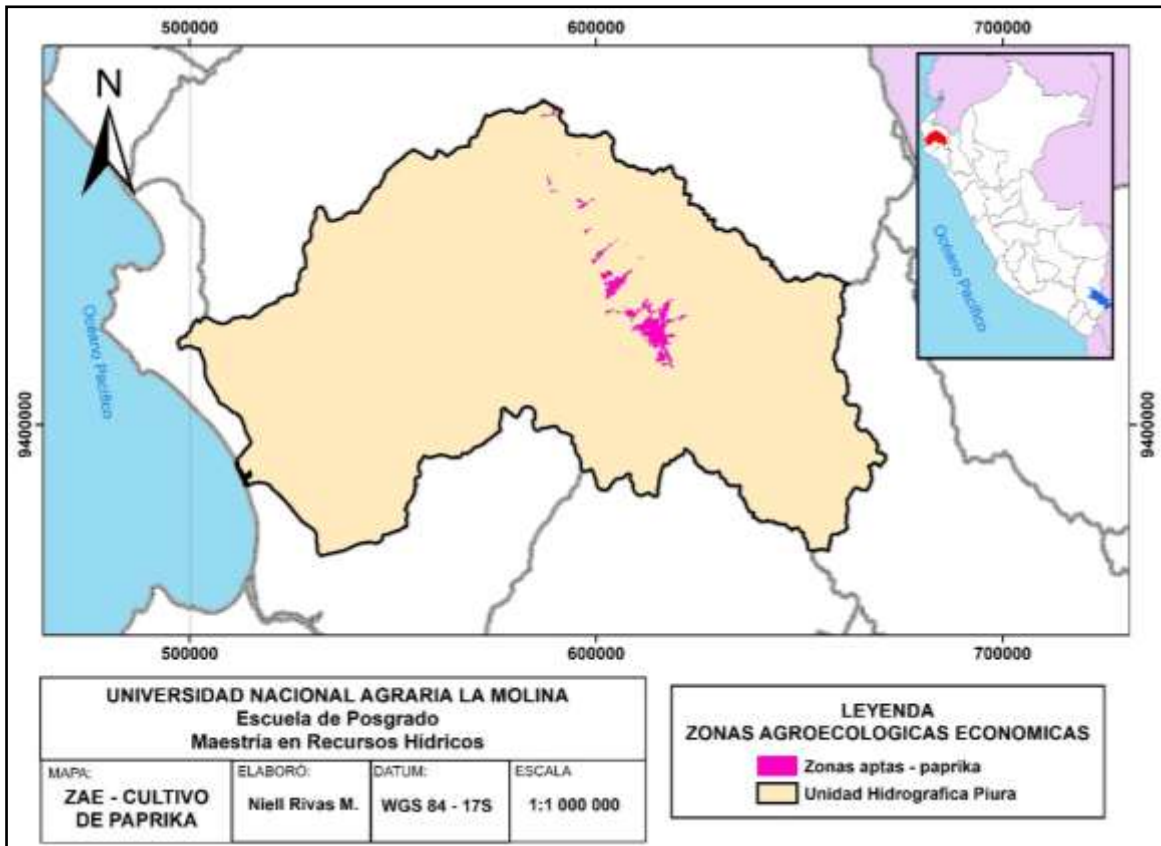 500000 600000 700000
N
Océano Pacífico
Océano Pacífico
9400000 9400000
500000 600000 700000
UNIVERSIDAD NACIONAL AGRARIA LA MOLINA
Escuela de Posgrado
Maestría en Recursos Hídricos
MAPA:
ZAE - CULTIVO
DE PAPRIKA
ELABORÓ:
Niell Rivas M.
DATUM:
WGS 84 - 17S
ESCALA
1:1 000 000
LEYENDA
ZONAS AGROECOLOGICAS ECONOMICAS
Zonas aptas - paprika
Unidad Hidrografica Piura